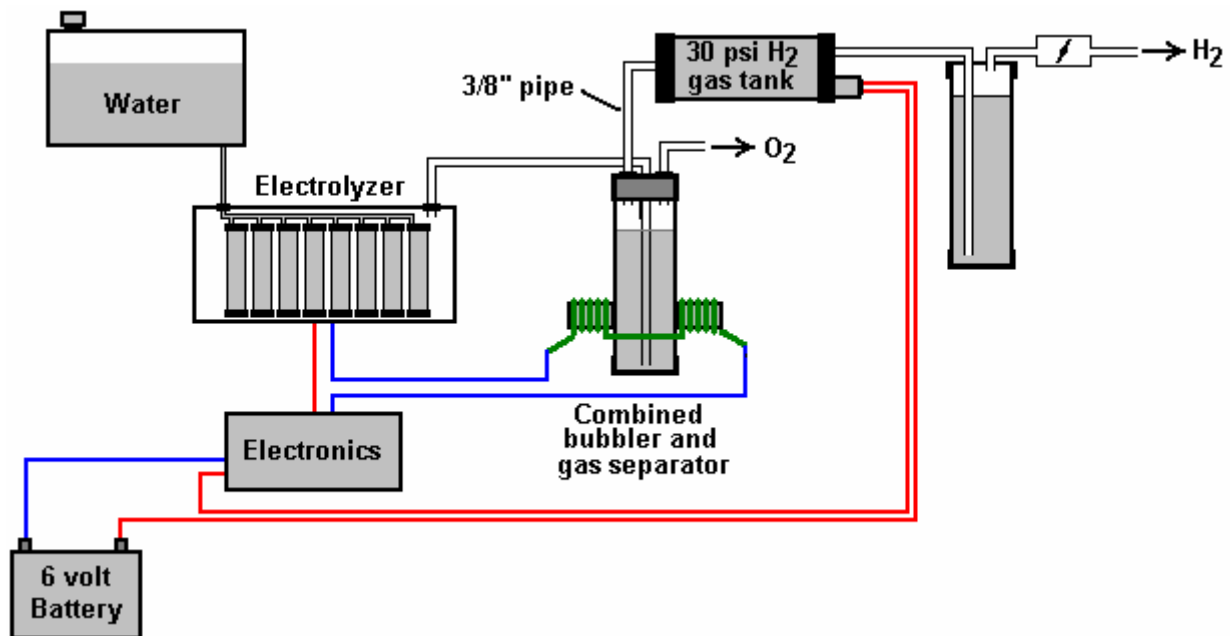 Water
30 psi H2
gas tank
H2
3/8" pipe
O2
Electrolyzer
Combined
bubbler and
gas separator
Electronics
6 volt
Battery